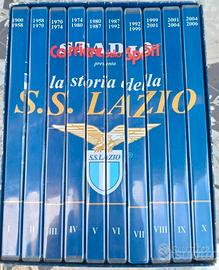 1900 1958 1970 1974 1980 1987 1992 1999 2001 2004
1958 1970 1974 1980 1987 1992 1999 2001 2004 2006
Corriere dello Sport
presenta
la storia della
S.S. LAZIO
S.S.LAZIO
I II III IV V VI VII VIII IX X